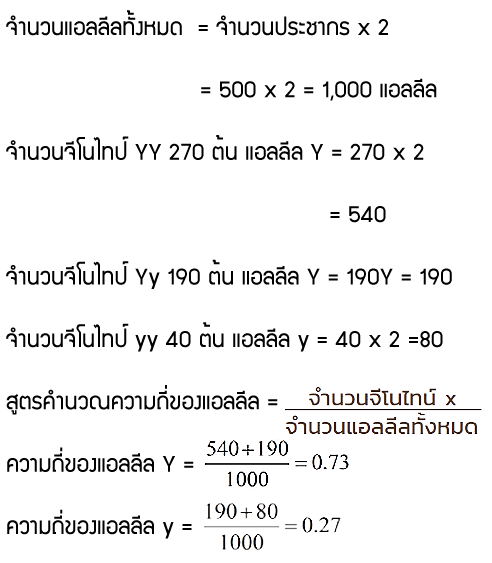 จำนวนแอลลีลทั้งหมด = จำนวนประชากร x 2
= 500 x 2 = 1,000 แอลลีล
จำนวนจีโนไทป์ YY 270 ต้น แอลลีล Y = 270 x 2
= 540
จำนวนจีโนไทป์ Yy 190 ต้น แอลลีล Y = 190Y = 190
จำนวนจีโนไทป์ yy 40 ต้น แอลลีล y = 40 x 2 =80
สูตรคำนวณความถี่ของแอลลีล = จำนวนจีโนไทน์ x
จำนวนแอลลีลทั้งหมด
ความถี่ของแอลลีล Y = 540+190
1000
= 0.73
ความถี่ของแอลลีล y = 190+80
1000
= 0.27